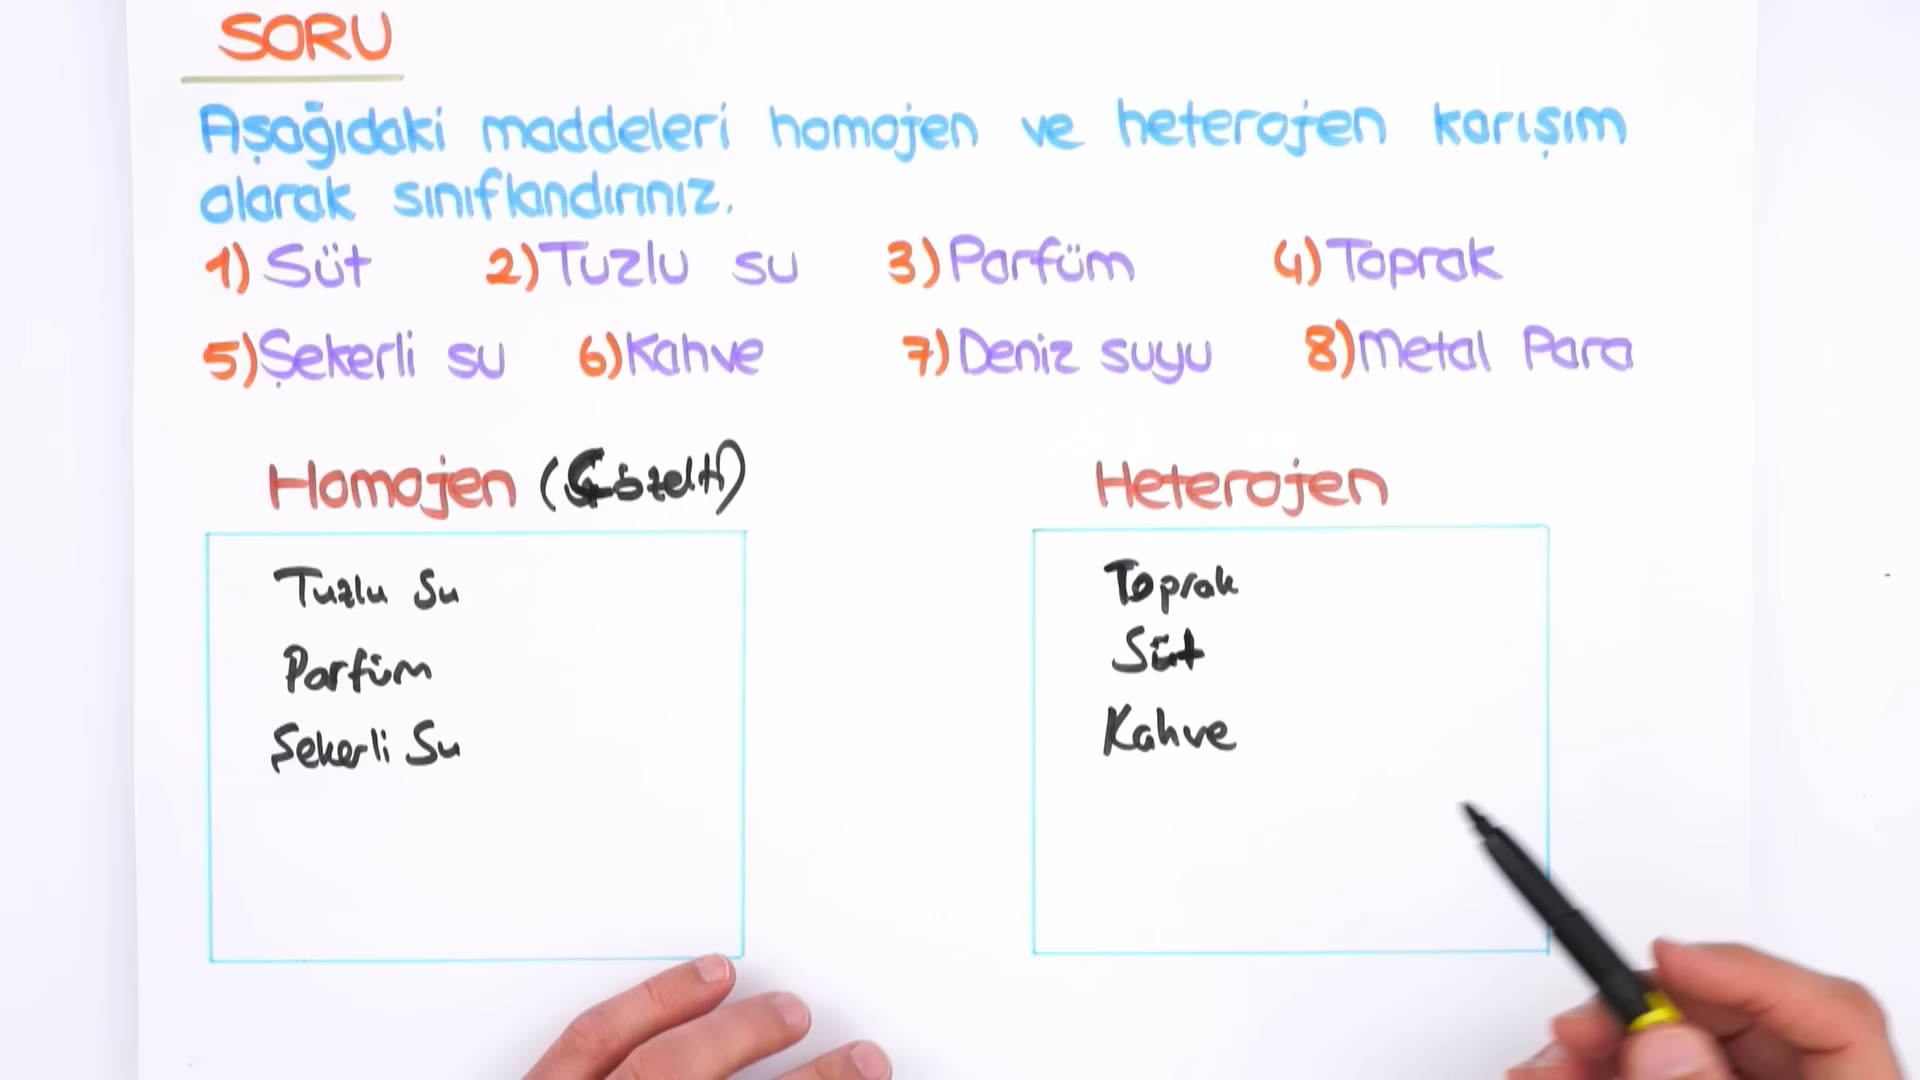 SORU
Aşağıdaki maddeleri homojen ve heterojen karışım
olarak sınıflandırınız.
1) Süt 2) Tuzlu su 3) Parfüm 4) Toprak
5) Şekerli su 6) Kahve 7) Deniz suyu 8) Metal Para
Homojen (Çözelti) Heterojen
Tuzlu Su Toprak
Parfüm Süt
Şekerli Su Kahve